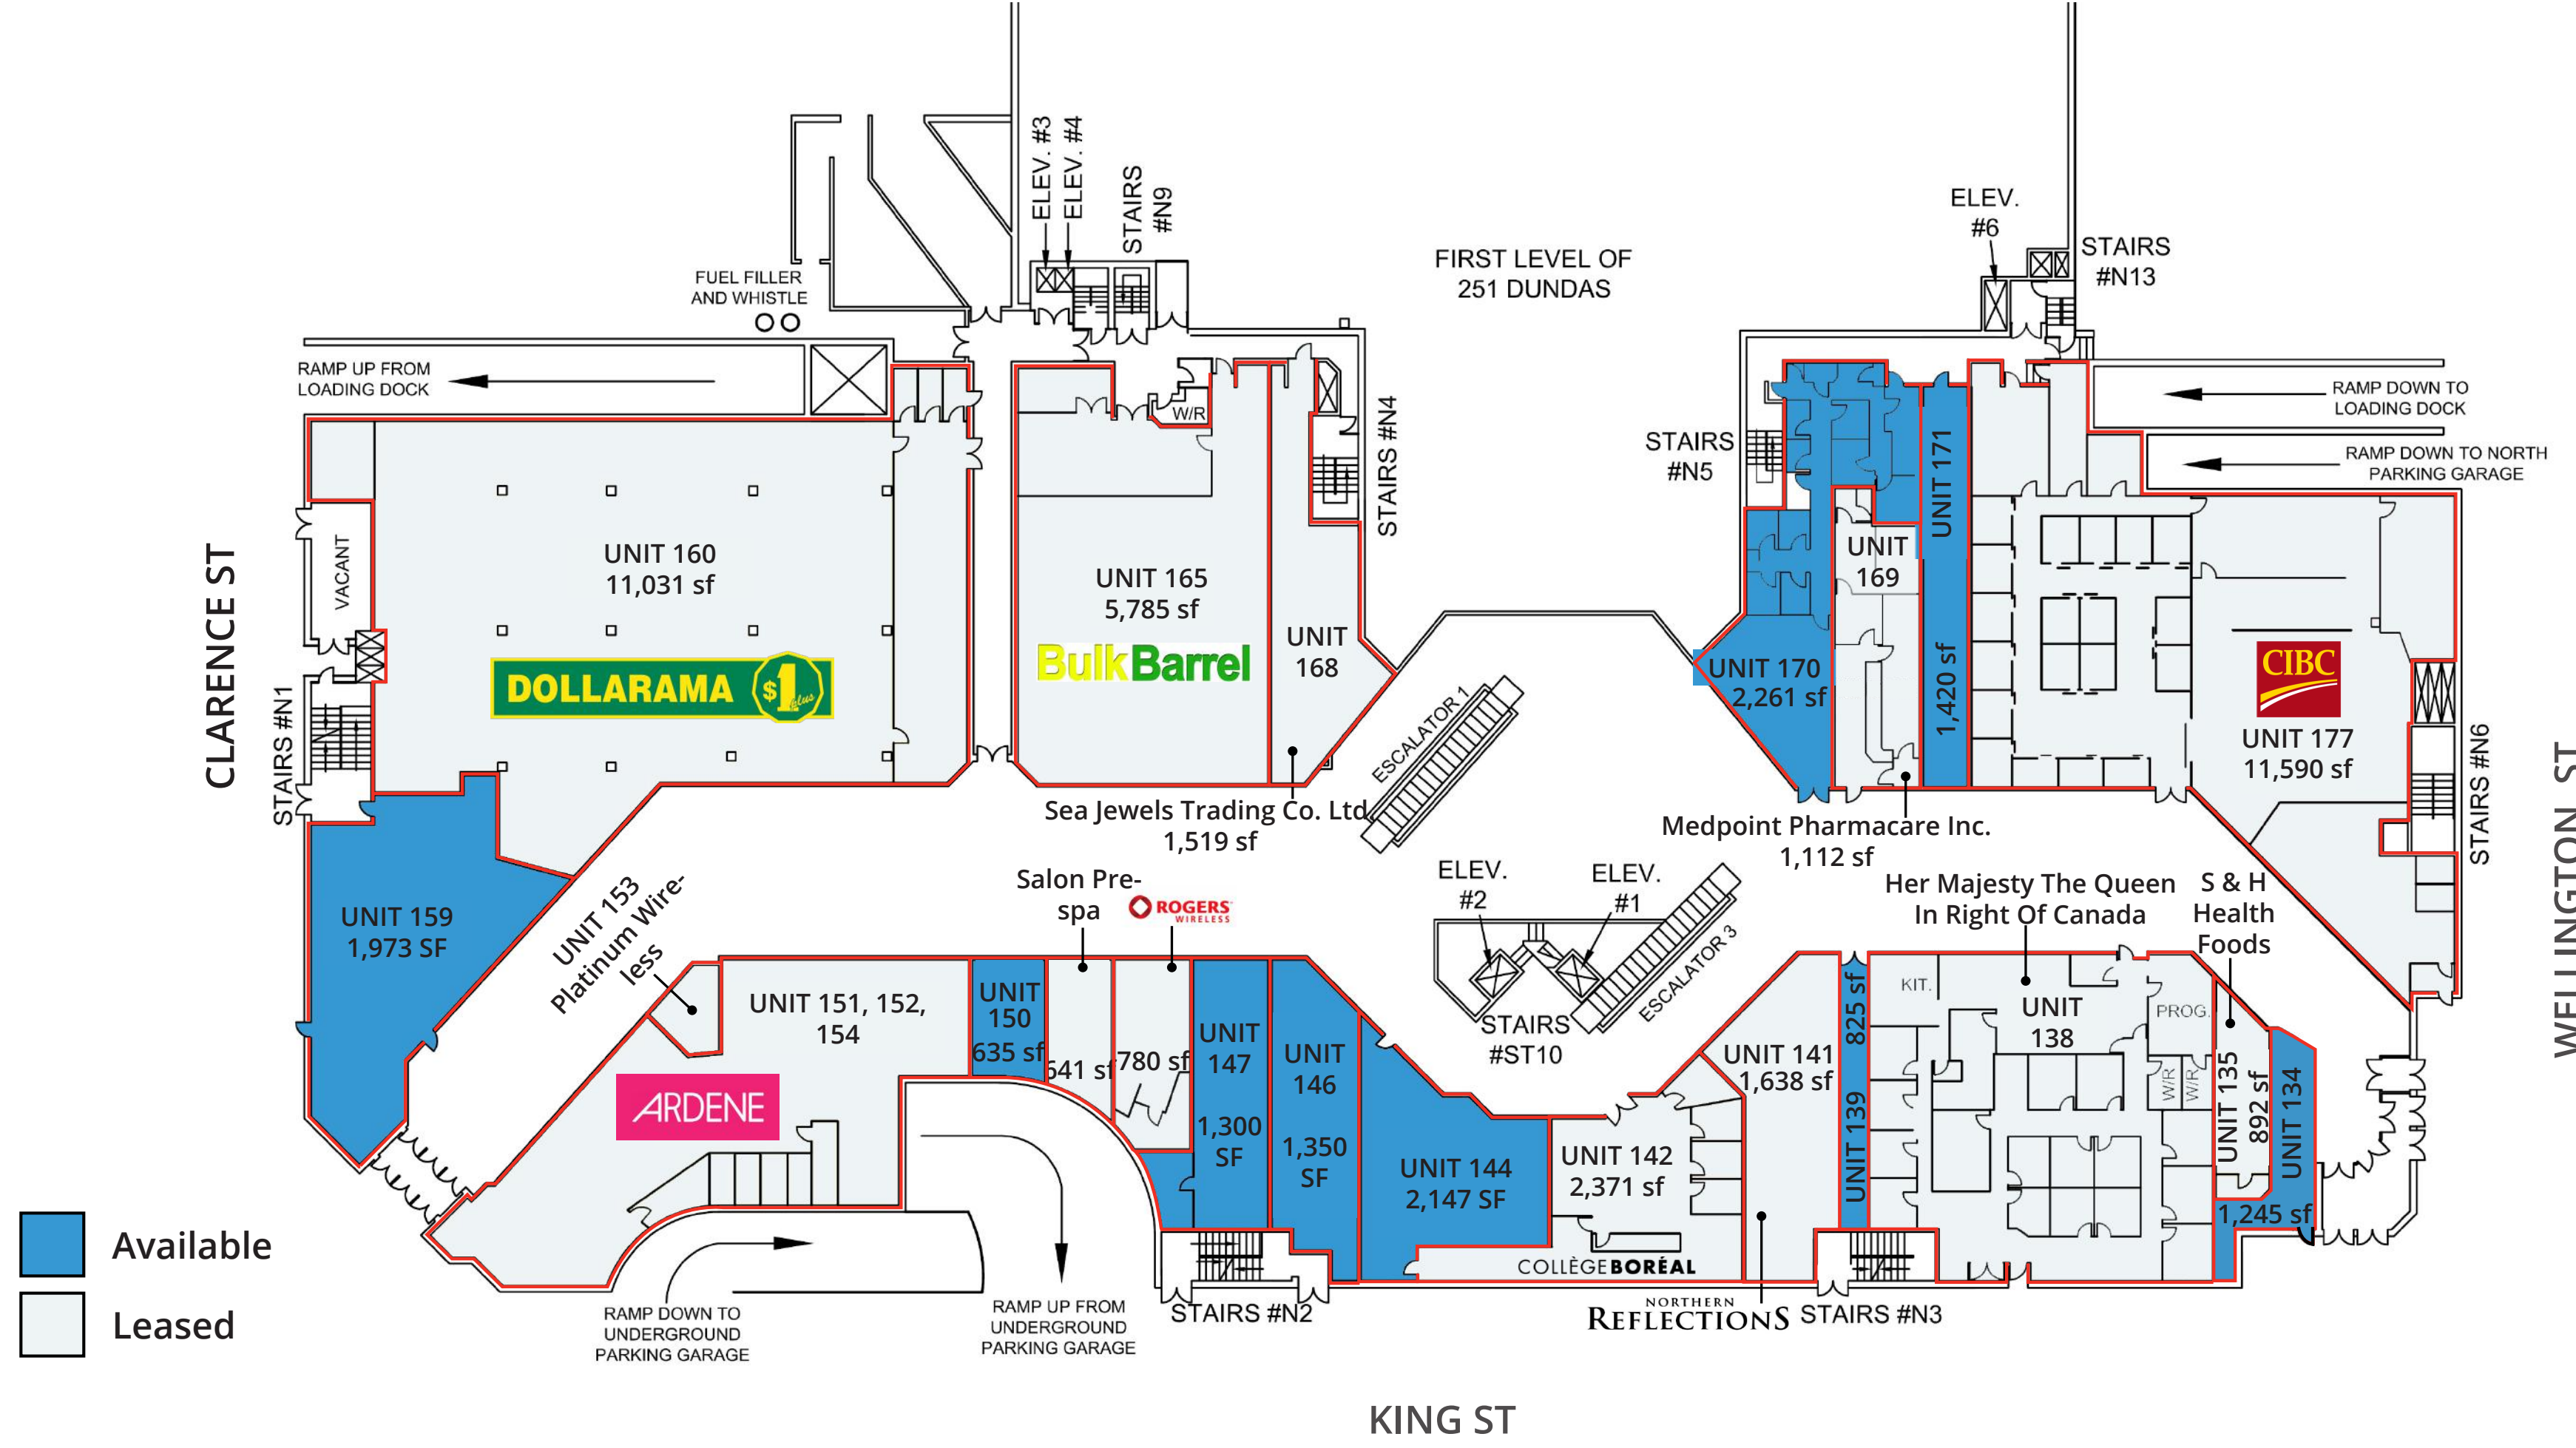 ELEV. #3
ELEV. #4
STAIRS
#N9
FIRST LEVEL OF
251 DUNDAS
ELEV.
#6
STAIRS
#N13
FUEL FILLER
AND WHISTLE
RAMP UP FROM
LOADING DOCK
W/R
STAIRS #N4
STAIRS
#N5
UNIT 171
1,420 sf
RAMP DOWN TO
LOADING DOCK
RAMP DOWN TO NORTH
PARKING GARAGE
CLARENCE ST
VACANT
STAIRS #N1
UNIT 160
11,031 sf
DOLLARAMA $1 plus
UNIT 165
5,785 sf
BulkBarrel
UNIT
168
Sea Jewels Trading Co. Ltd
1,519 sf
ESCALATOR 1
UNIT 170
2,261 sf
UNIT
169
Medpoint Pharmacare Inc.
1,112 sf
CIBC
UNIT 177
11,590 sf
STAIRS #N6
WELLINGTON ST
UNIT 159
1,973 SF
UNIT 153
Platinum Wire-
less
Salon Pre-
spa
ROGERS
WIRELESS
ELEV.
#2
ELEV.
#1
ESCALATOR 3
STAIRS
#ST10
Her Majesty The Queen
In Right Of Canada
S & H
Health
Foods
UNIT 151, 152,
154
ARDENE
UNIT
150
635 sf
641 sf
780 sf
UNIT
147
1,300
SF
UNIT
146
1,350
SF
UNIT 144
2,147 SF
UNIT 142
2,371 sf
COLLÈGE BORÉAL
UNIT 141
1,638 sf
UNIT 139
825 sf
KIT.
UNIT
138
PROG.
W/R
W/R
UNIT 135
892 sf
UNIT 134
1,245 sf
Available
Leased
RAMP DOWN TO
UNDERGROUND
PARKING GARAGE
RAMP UP FROM
UNDERGROUND
PARKING GARAGE
STAIRS #N2
NORTHERN
REFLECTIONS
STAIRS #N3
KING ST